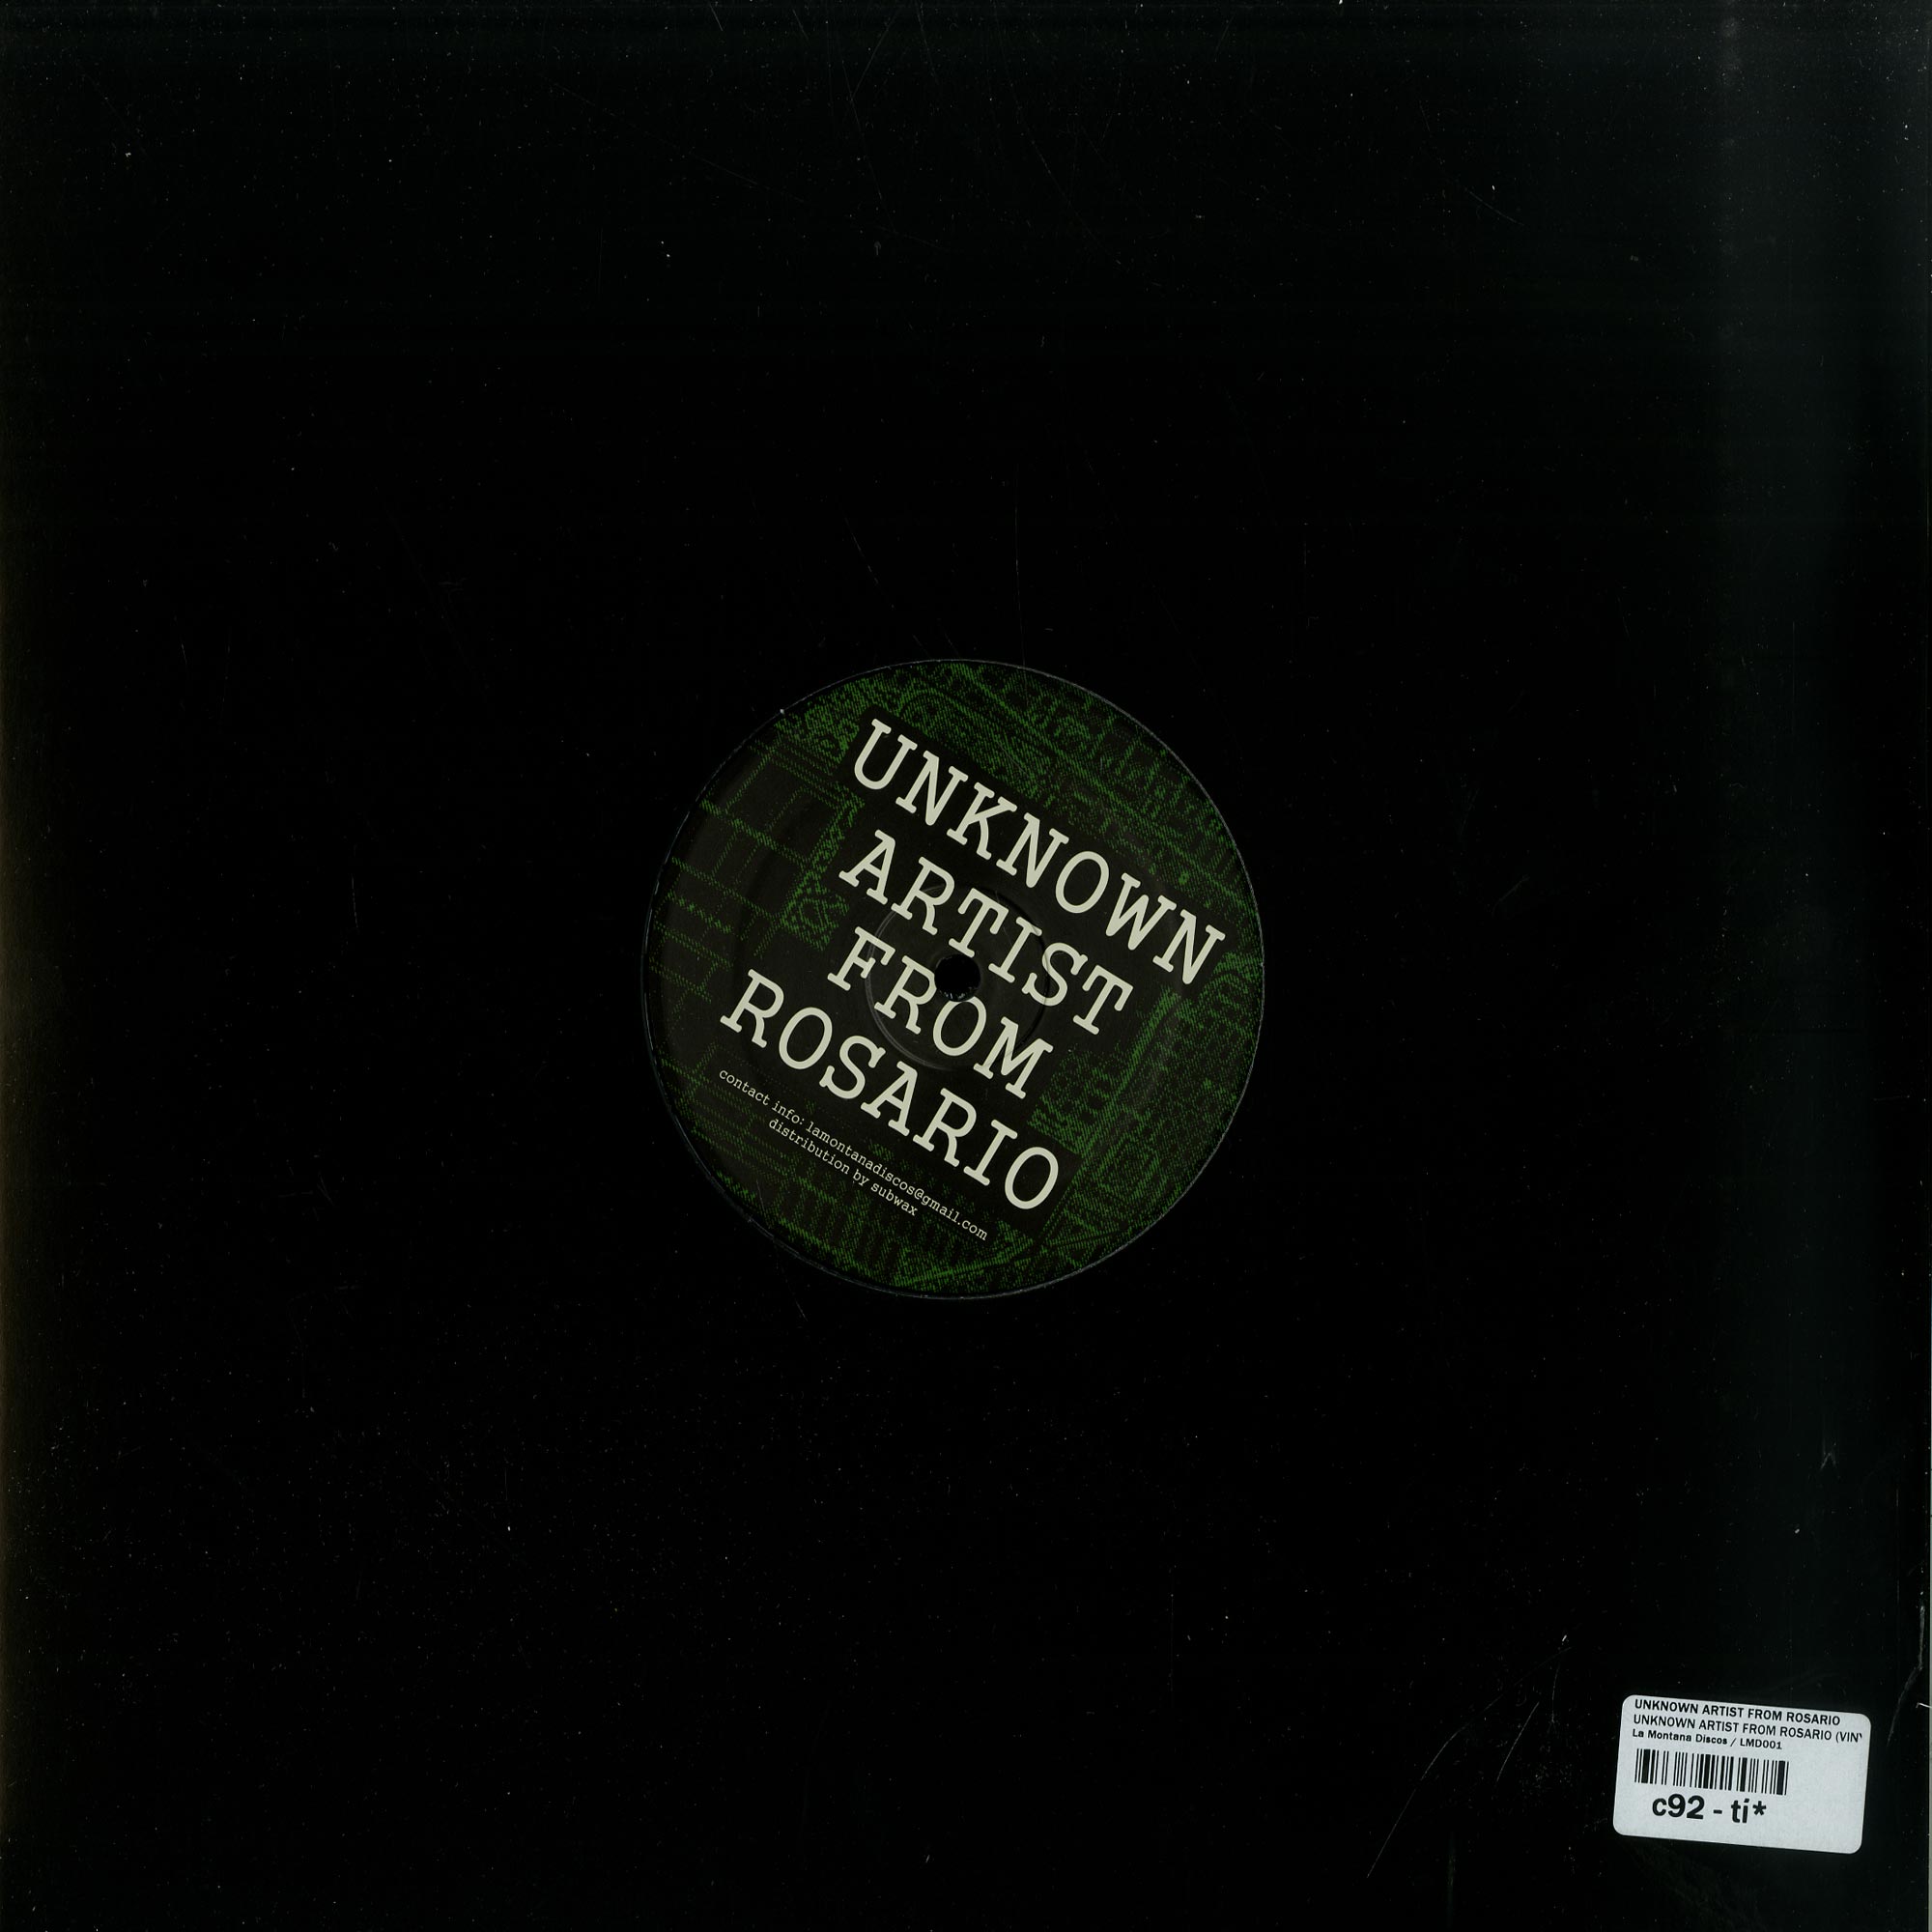 UNKNOWN
ARTIST
FROM
ROSARIO
contact info: lamontanadiscos@gmail.com
distribution by subwax
UNKNOWN ARTIST FROM ROSARIO
UNKNOWN ARTIST FROM ROSARIO (VIN
La Montana Discos / LMD001
c92 - ti*